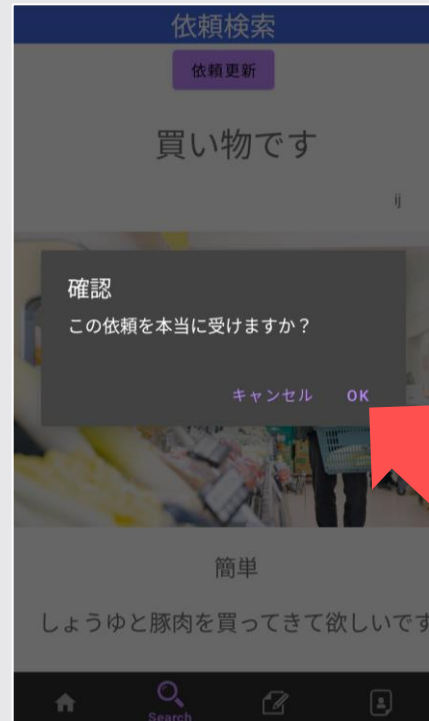 依頼検索
依頼更新
買い物です
確認
この依頼を本当に受けますか？
キャンセル OK
簡単
しょうゆと豚肉を買ってきて欲しいです
Search